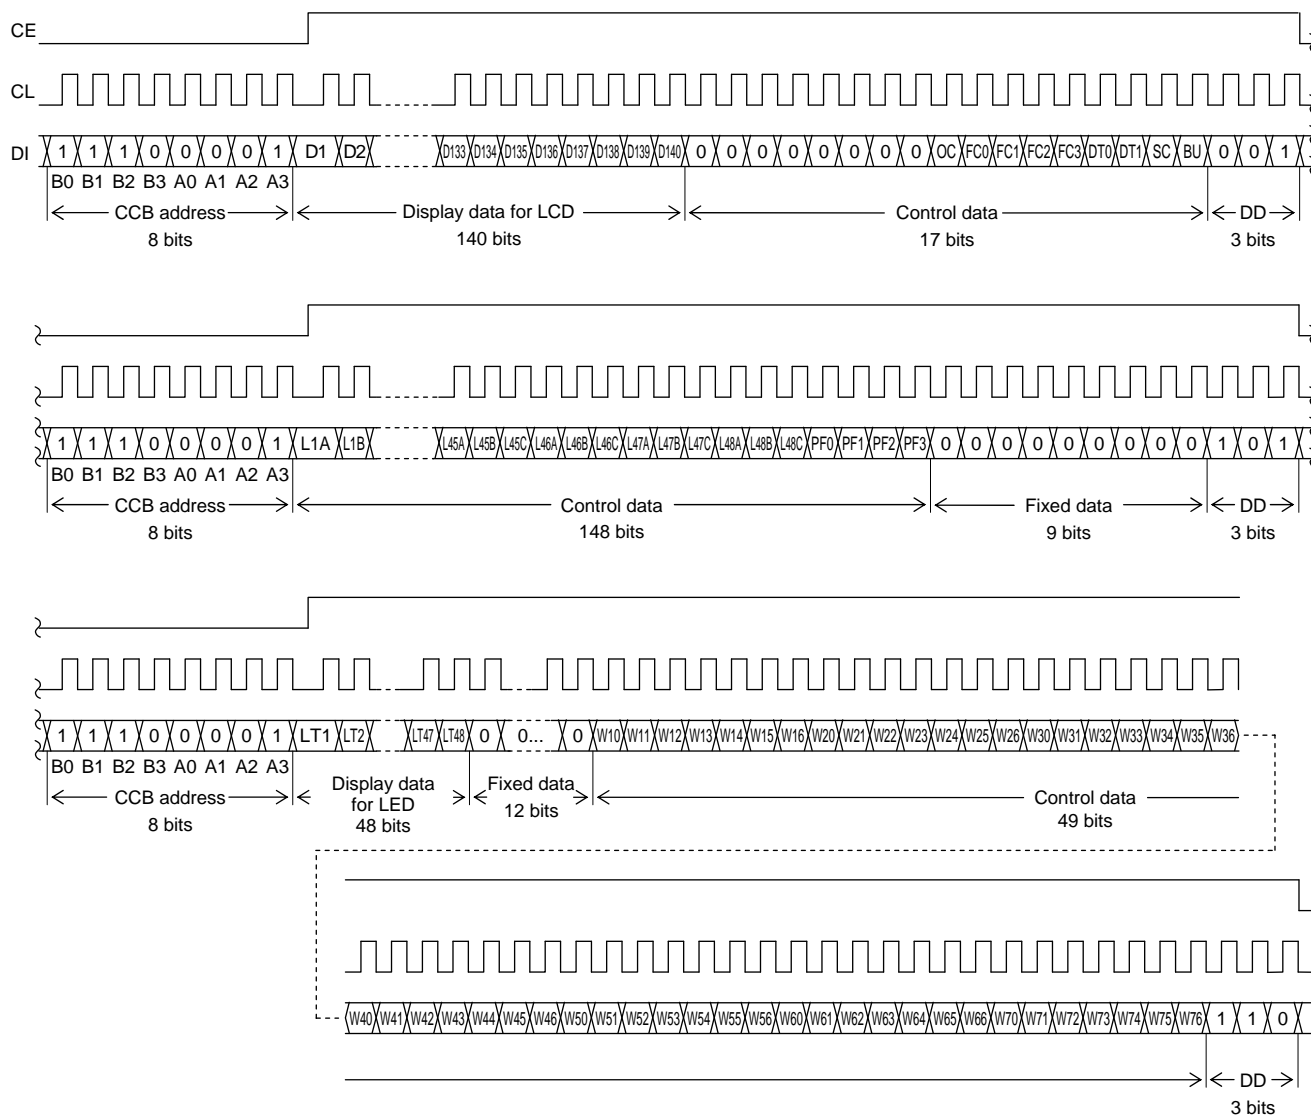 CE
CL
DI 1 1 1 0 0 0 0 1 D1 D2 D133 D134 D135 D136 D137 D138 D139 D140 0 0 0 0 0 0 0 0 OC FC0 FC1 FC2 FC3 DT0 DT1 SC BU 0 0 1
B0 B1 B2 B3 A0 A1 A2 A3
CCB address Display data for LCD Control data DD
8 bits 140 bits 17 bits 3 bits
1 1 1 0 0 0 0 1 L1A L1B L45A L45B L45C L46A L46B L46C L47A L47B L47C L48A L48B L48C PF0 PF1 PF2 PF3 0 0 0 0 0 0 0 0 0 1 0 1
B0 B1 B2 B3 A0 A1 A2 A3
CCB address Control data Fixed data DD
8 bits 148 bits 9 bits 3 bits
1 1 1 0 0 0 0 1 LT1 LT2 LT47 LT48 0 0... 0 W10 W11 W12 W13 W14 W15 W16 W20 W21 W22 W23 W24 W25 W26 W30 W31 W32 W33 W34 W35 W36
B0 B1 B2 B3 A0 A1 A2 A3
CCB address Display data Fixed data Control data
for LED
8 bits 48 bits 12 bits 49 bits
W40 W41 W42 W43 W44 W45 W46 W50 W51 W52 W53 W54 W55 W56 W60 W61 W62 W63 W64 W65 W66 W70 W71 W72 W73 W74 W75 W76 1 1 0
DD
3 bits